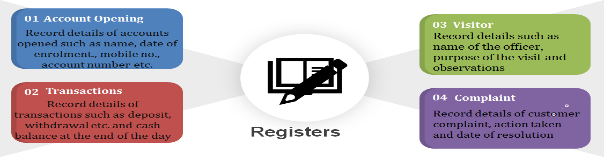 01 Account Opening
Record details of accounts
opened such as name, date of
enrolment., mobile no.,
account number etc.
02 Transactions
Record details of
transactions such as deposit,
withdrawal etc. and cash
balance at the end of the day
Registers
03 Visitor
Record details such as
name of the officer,
purpose of the visit and
observations
04 Complaint
Record details of customer
complaint, action taken
and date of resolution